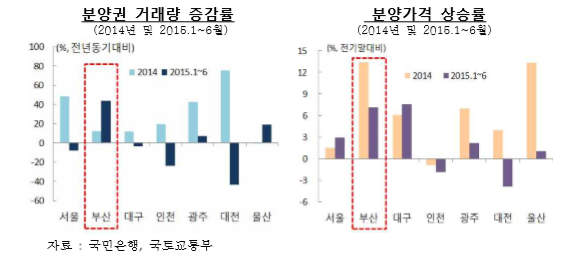 분양권 거래량 증감률
(2014년 및 2015.1~6월)
(%, 전년동기대비)
2014
2015.1~6
100
80
60
40
20
0
-20
-40
-60
서울
부산
대구
인천
광주
대전
울산
분양가격 상승률
(2014년 및 2015.1~6월)
(%, 전기말대비)
2014
2015.1~6
15
12
9
6
3
0
-3
-6
서울
부산
대구
인천
광주
대전
울산
자료 : 국민은행, 국토교통부